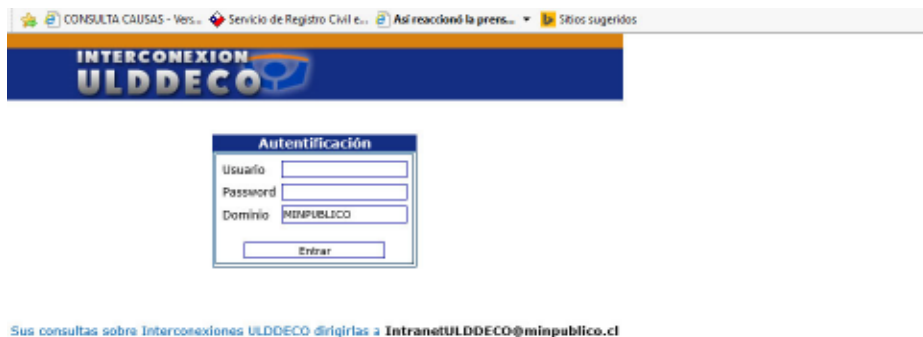 CONSULTA CAUSAS - Vers... Servicio de Registro Civil e... Así reaccionó la prens... Sitios sugeridos
INTERCONEXION
ULDDECO
Autentificación
Usuario
Password
Dominio MINPUBLICO
Entrar
Sus consultas sobre Interconexiones ULDDECO dirigirlas a IntranetULDDECO@minpublico.cl